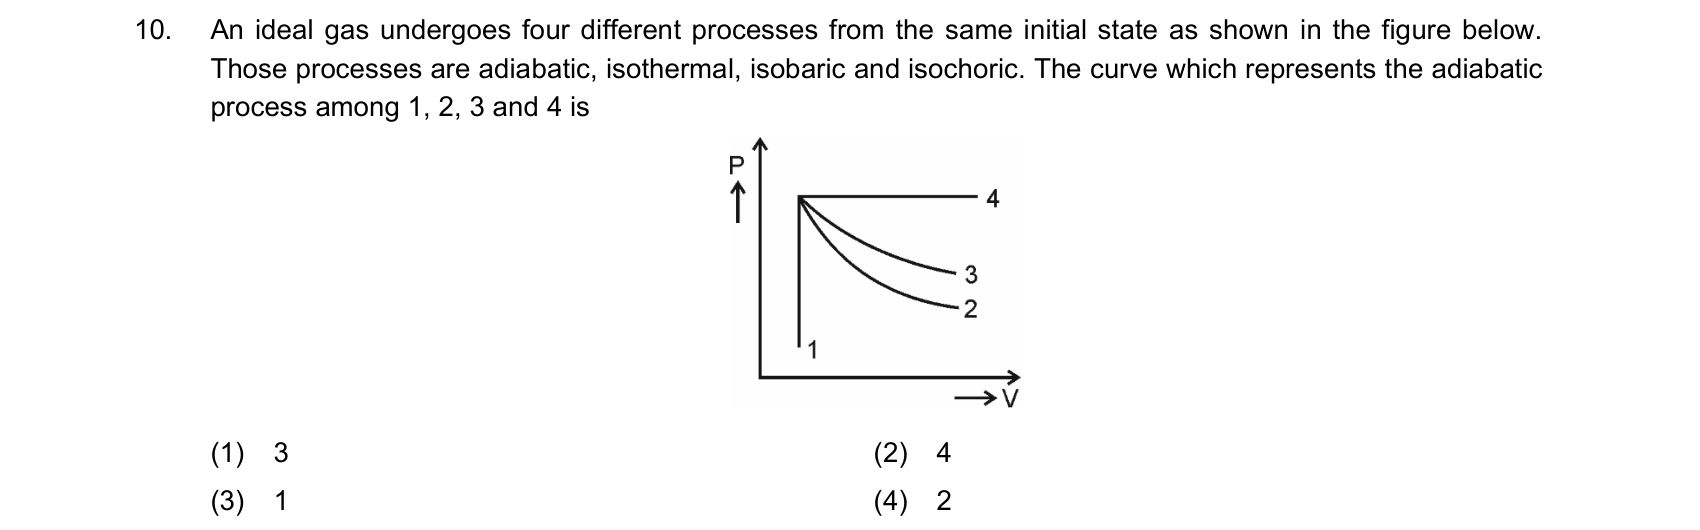 10. An ideal gas undergoes four different processes from the same initial state as shown in the figure below.
Those processes are adiabatic, isothermal, isobaric and isochoric. The curve which represents the adiabatic
process among 1, 2, 3 and 4 is
P
4
3
2
1
V
(1) 3 (2) 4
(3) 1 (4) 2